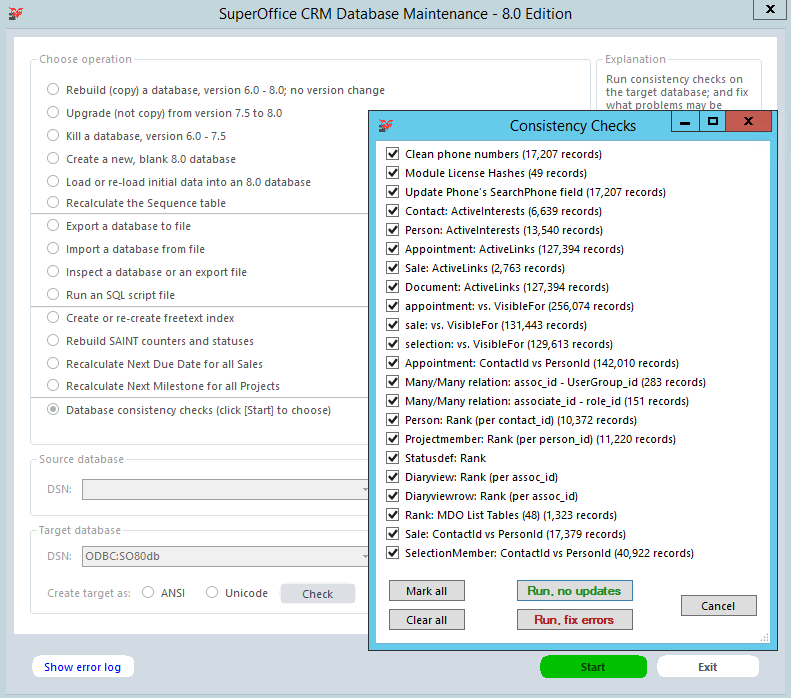 SuperOffice CRM Database Maintenance - 8.0 Edition
X
Choose operation
Rebuild (copy) a database, version 6.0 - 8.0; no version change
Upgrade (not copy) from version 7.5 to 8.0
Kill a database, version 6.0 - 7.5
Create a new, blank 8.0 database
Load or re-load initial data into an 8.0 database
Recalculate the Sequence table
Export a database to file
Import a database from file
Inspect a database or an export file
Run an SQL script file
Create or re-create freetext index
Rebuild SAINT counters and statuses
Recalculate Next Due Date for all Sales
Recalculate Next Milestone for all Projects
Database consistency checks (click [Start] to choose)
Explanation
Run consistency checks on
the target database; and fix
what problems may be
Source database
DSN:
Target database
DSN: ODBC:SO80db
Create target as: ANSI Unicode Check
Show error log
Start
Exit
Consistency Checks
X
Clean phone numbers (17,207 records)
Module License Hashes (49 records)
Update Phone's SearchPhone field (17,207 records)
Contact: ActiveInterests (6,639 records)
Person: ActiveInterests (13,540 records)
Appointment: ActiveLinks (127,394 records)
Sale: ActiveLinks (2,763 records)
Document: ActiveLinks (127,394 records)
appointment: vs. VisibleFor (256,074 records)
sale: vs. VisibleFor (131,443 records)
selection: vs. VisibleFor (129,613 records)
Appointment: ContactId vs PersonId (142,010 records)
Many/Many relation: assoc_id - UserGroup_id (283 records)
Many/Many relation: associate_id - role_id (151 records)
Person: Rank (per contact_id) (10,372 records)
Projectmember: Rank (per person_id) (11,220 records)
Statusdef: Rank
Diaryview: Rank (per assoc_id)
Diaryviewrow: Rank (per assoc_id)
Rank: MDO List Tables (48) (1,323 records)
Sale: ContactId vs PersonId (17,379 records)
SelectionMember: ContactId vs PersonId (40,922 records)
Mark all
Run, no updates
Clear all
Run, fix errors
Cancel